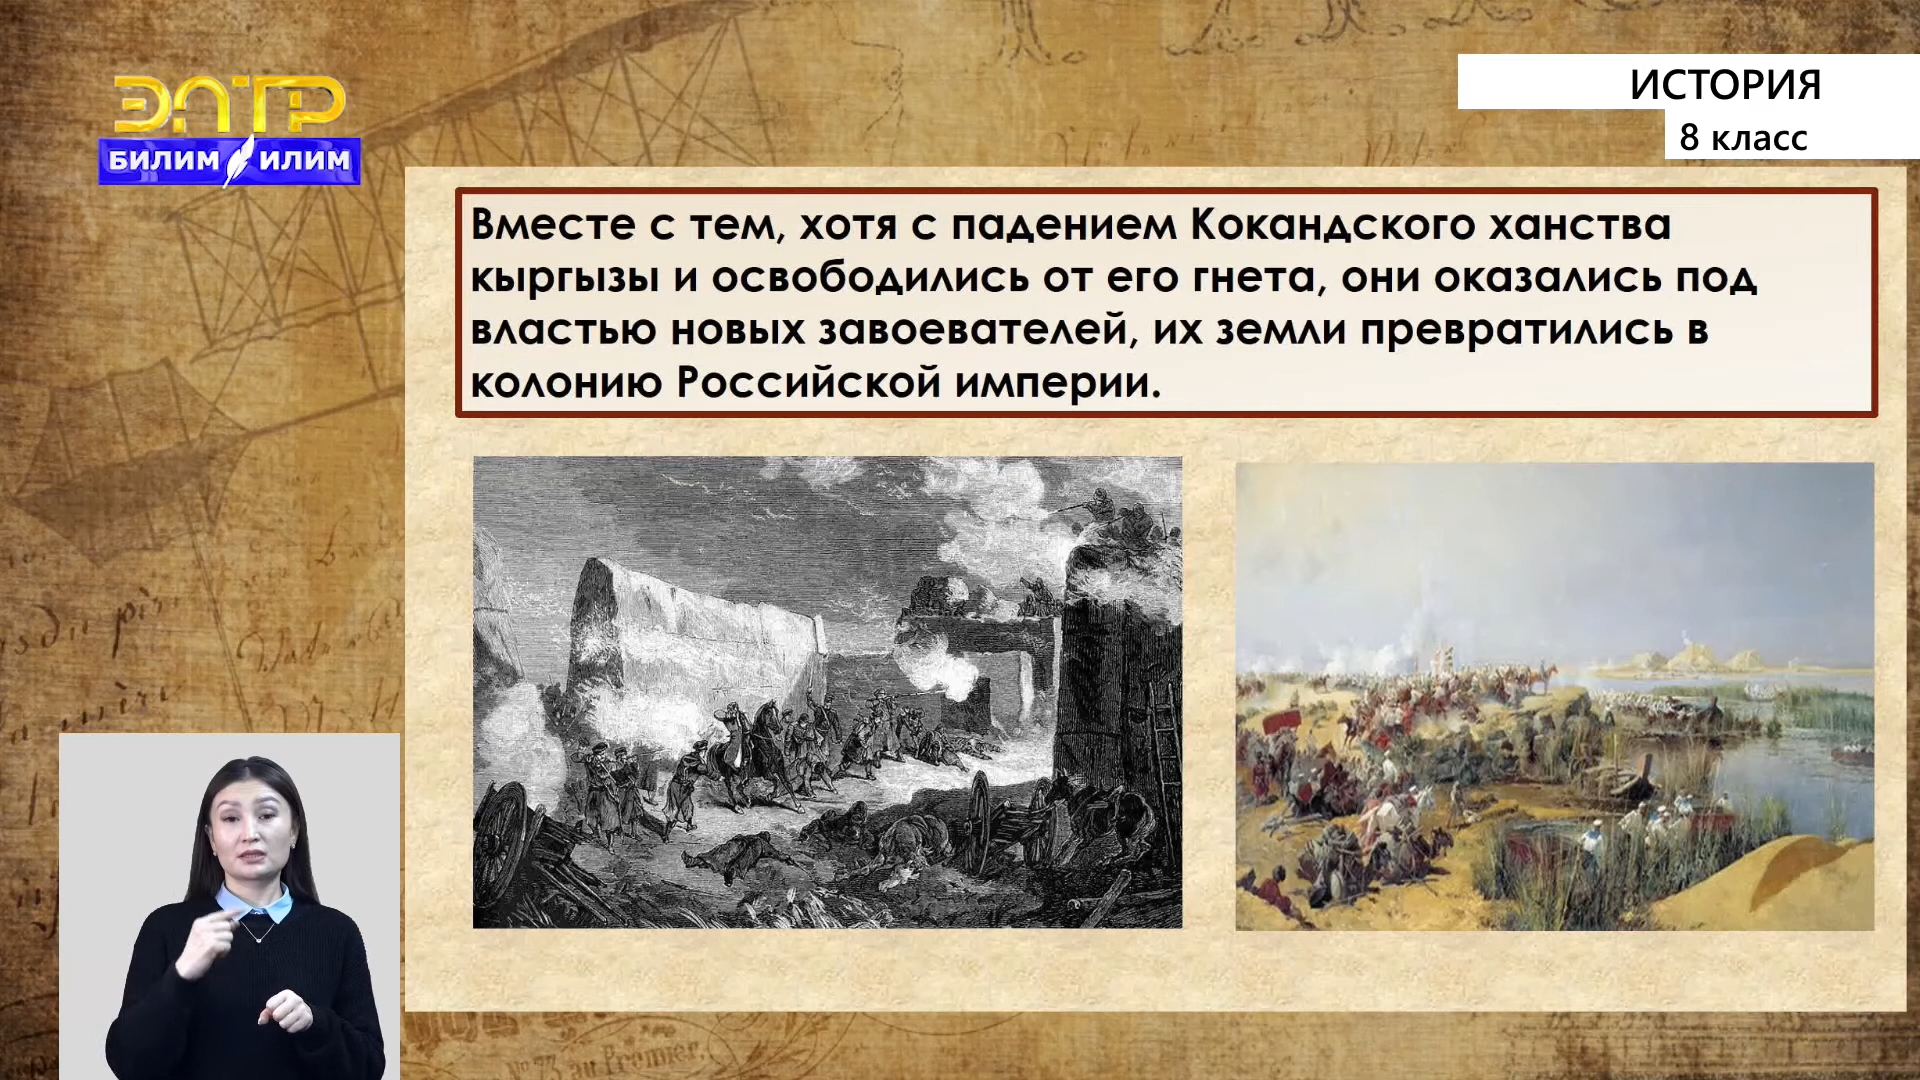 ЭЛТР
БИЛИМ ИЛИМ
ИСТОРИЯ
8 класс
Вместе с тем, хотя с падением Кокандского ханства
кыргызы и освободились от его гнета, они оказались под
властью новых завоевателей, их земли превратились в
колонию Российской империи.